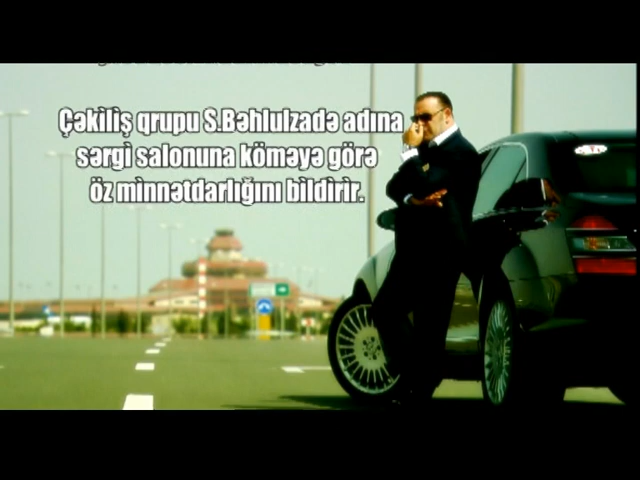 Çəkiliş qrupu S.Bəhlulzadə adına
sərgi salonuna köməyə görə
öz minnətdarlığını bildirir.